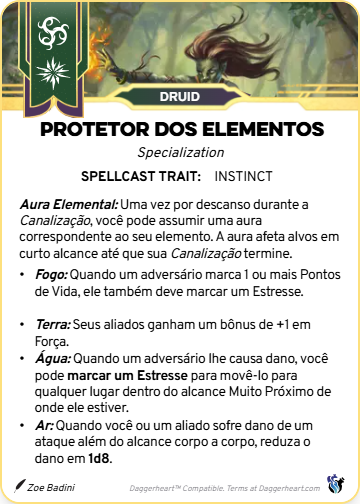 DRUID
PROTETOR DOS ELEMENTOS
Specialization
SPELLCAST TRAIT: INSTINCT
Aura Elemental: Uma vez por descanso durante a
Canalização, você pode assumir uma aura
correspondente ao seu elemento. A aura afeta alvos em
curto alcance até que sua Canalização termine.
• Fogo: Quando um adversário marca 1 ou mais Pontos
de Vida, ele também deve marcar um Estresse.
• Terra: Seus aliados ganham um bônus de +1 em
Força.
• Água: Quando um adversário lhe causa dano, você
pode marcar um Estresse para movê-lo para
qualquer lugar dentro do alcance Muito Próximo de
onde ele estiver.
• Ar: Quando você ou um aliado sofre dano de um
ataque além do alcance corpo a corpo, reduza o
dano em 1d8.
Zoe Badini
Daggerheart™ Compatible. Terms at Daggerheart.com